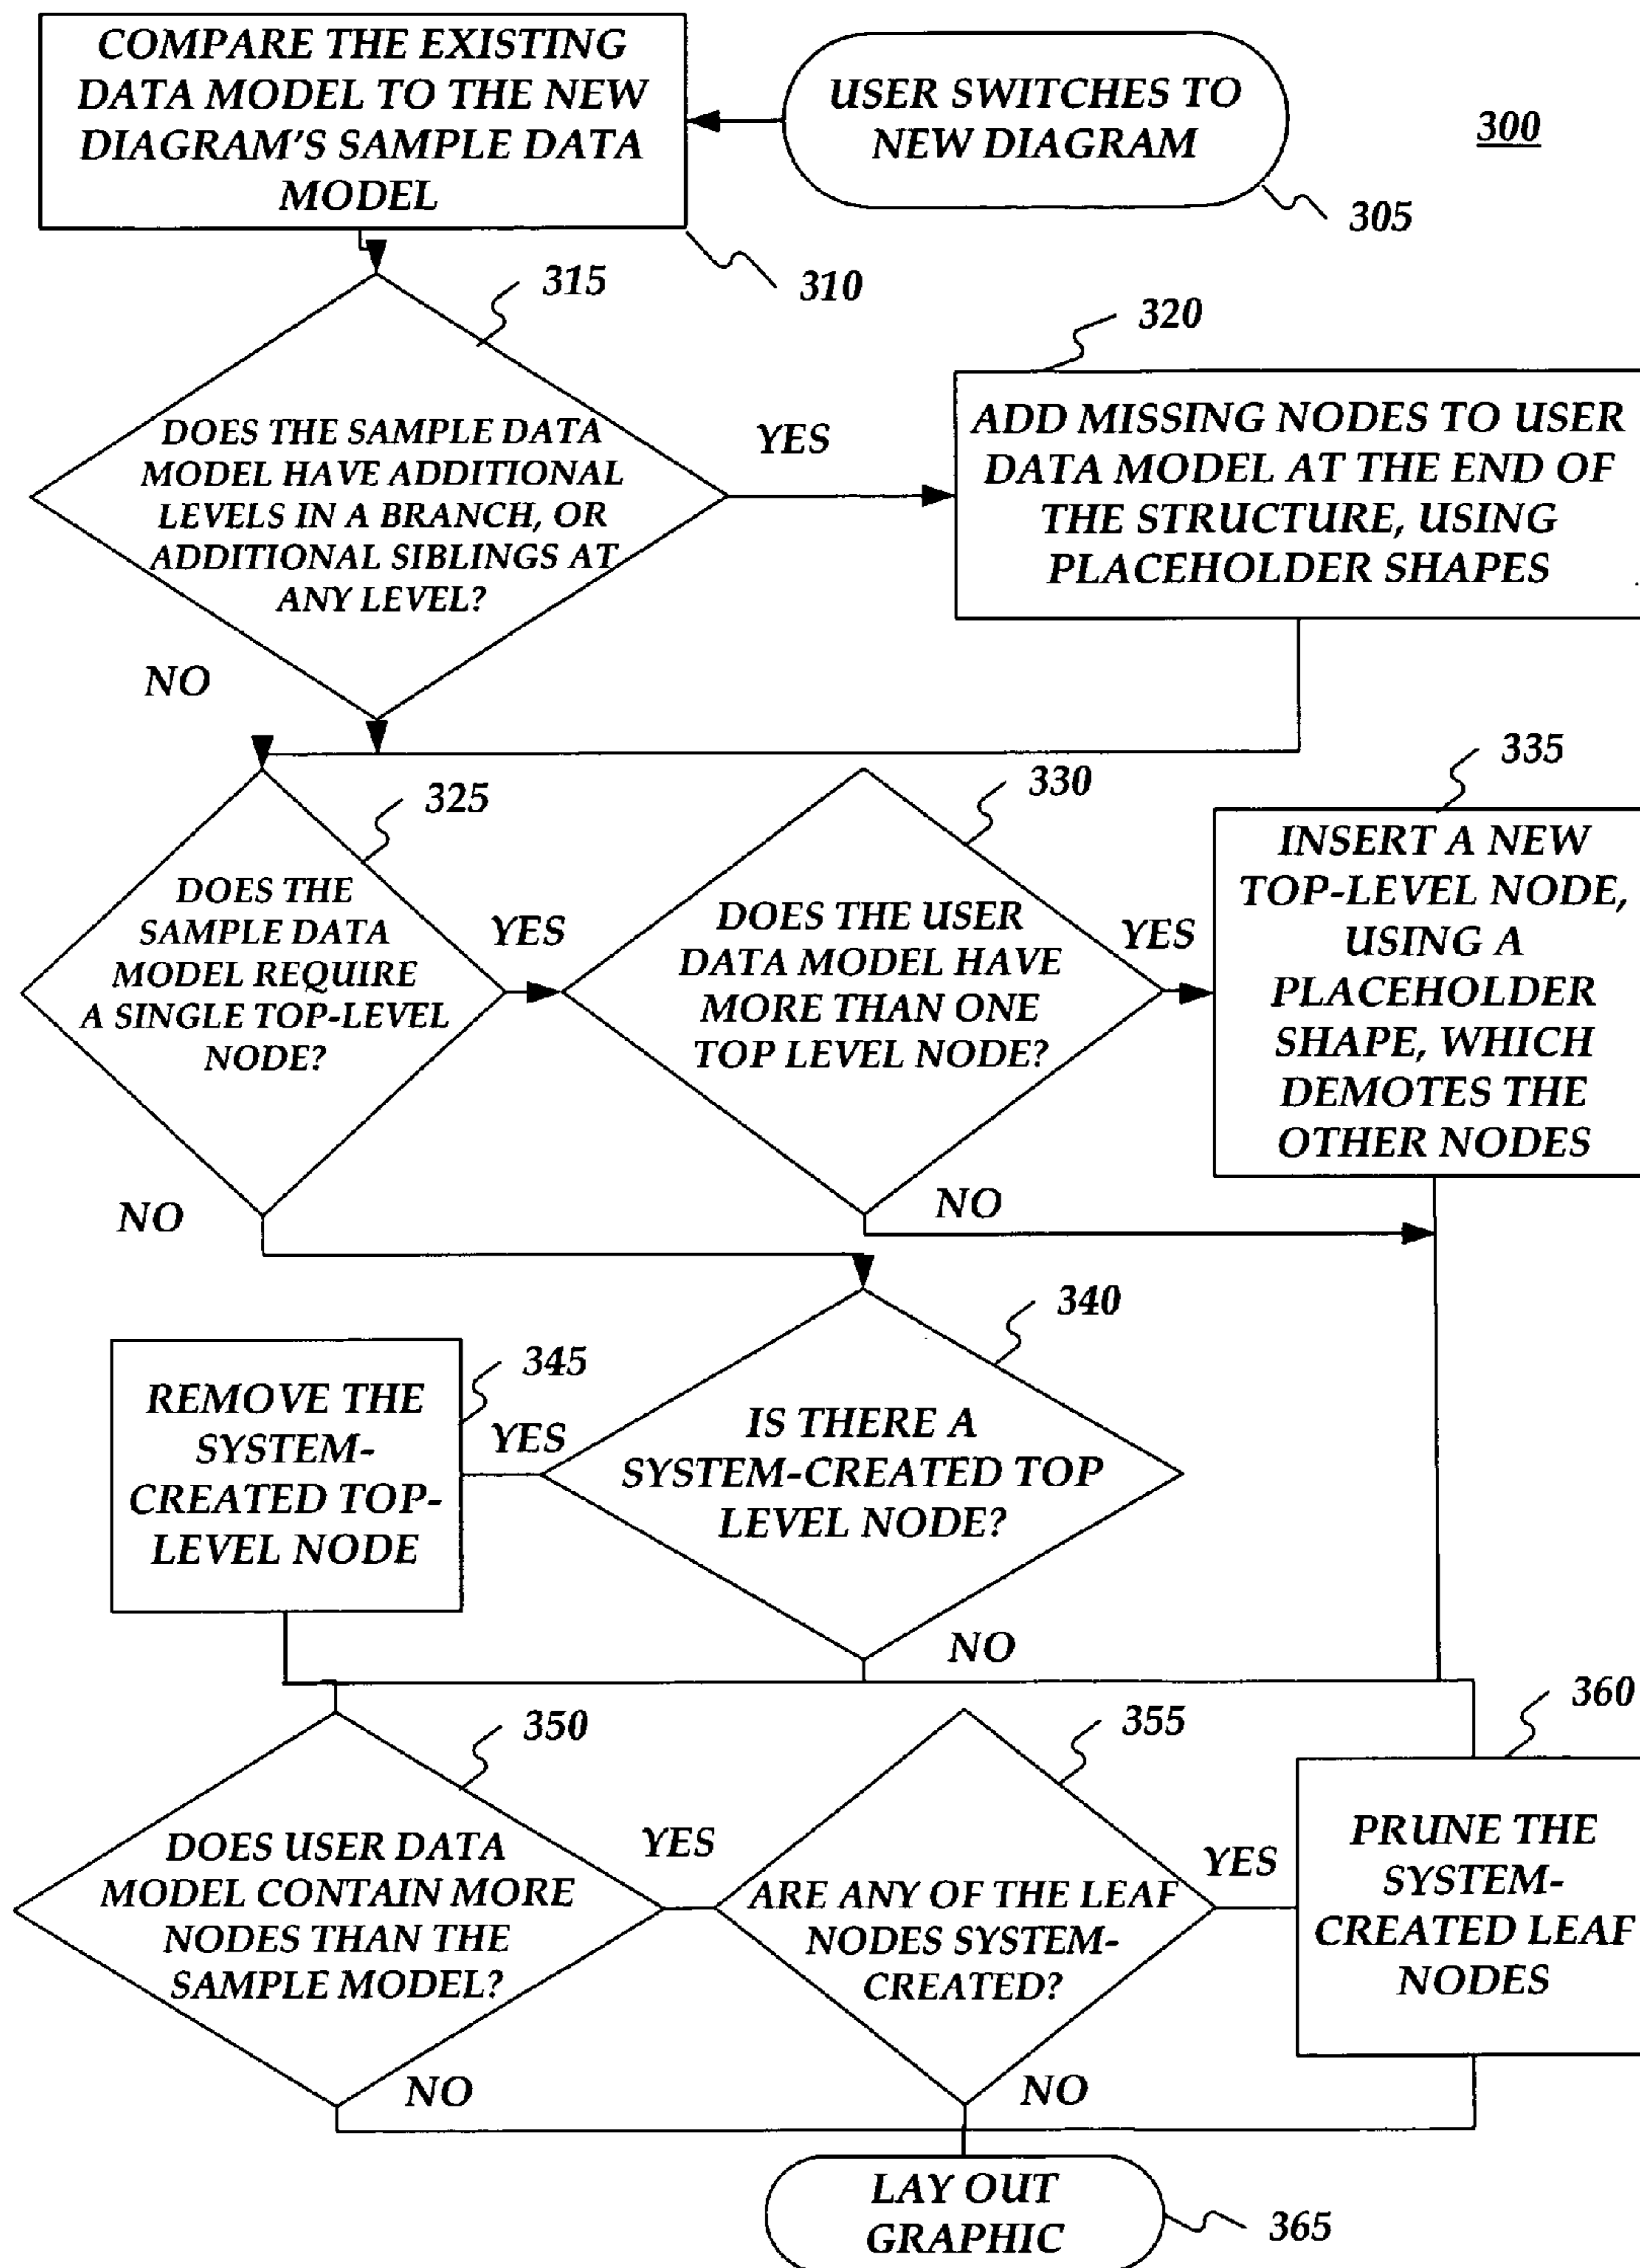 COMPARE THE EXISTING
DATA MODEL TO THE NEW
DIAGRAM'S SAMPLE DATA
MODEL
USER SWITCHES TO
NEW DIAGRAM
300
305
310
315
DOES THE SAMPLE DATA
MODEL HAVE ADDITIONAL
LEVELS IN A BRANCH, OR
ADDITIONAL SIBLINGS AT
ANY LEVEL?
YES
320
ADD MISSING NODES TO USER
DATA MODEL AT THE END OF
THE STRUCTURE, USING
PLACEHOLDER SHAPES
NO
325
DOES THE
SAMPLE DATA
MODEL REQUIRE
A SINGLE TOP-LEVEL
NODE?
YES
330
DOES THE USER
DATA MODEL HAVE
MORE THAN ONE
TOP LEVEL NODE?
YES
335
INSERT A NEW
TOP-LEVEL NODE,
USING A
PLACEHOLDER
SHAPE, WHICH
DEMOTES THE
OTHER NODES
NO
NO
340
IS THERE A
SYSTEM-CREATED TOP
LEVEL NODE?
YES
345
REMOVE THE
SYSTEM-
CREATED TOP-
LEVEL NODE
NO
350
DOES USER DATA
MODEL CONTAIN MORE
NODES THAN THE
SAMPLE MODEL?
YES
355
ARE ANY OF THE LEAF
NODES SYSTEM-
CREATED?
YES
360
PRUNE THE
SYSTEM-
CREATED LEAF
NODES
NO
NO
LAY OUT
GRAPHIC
365